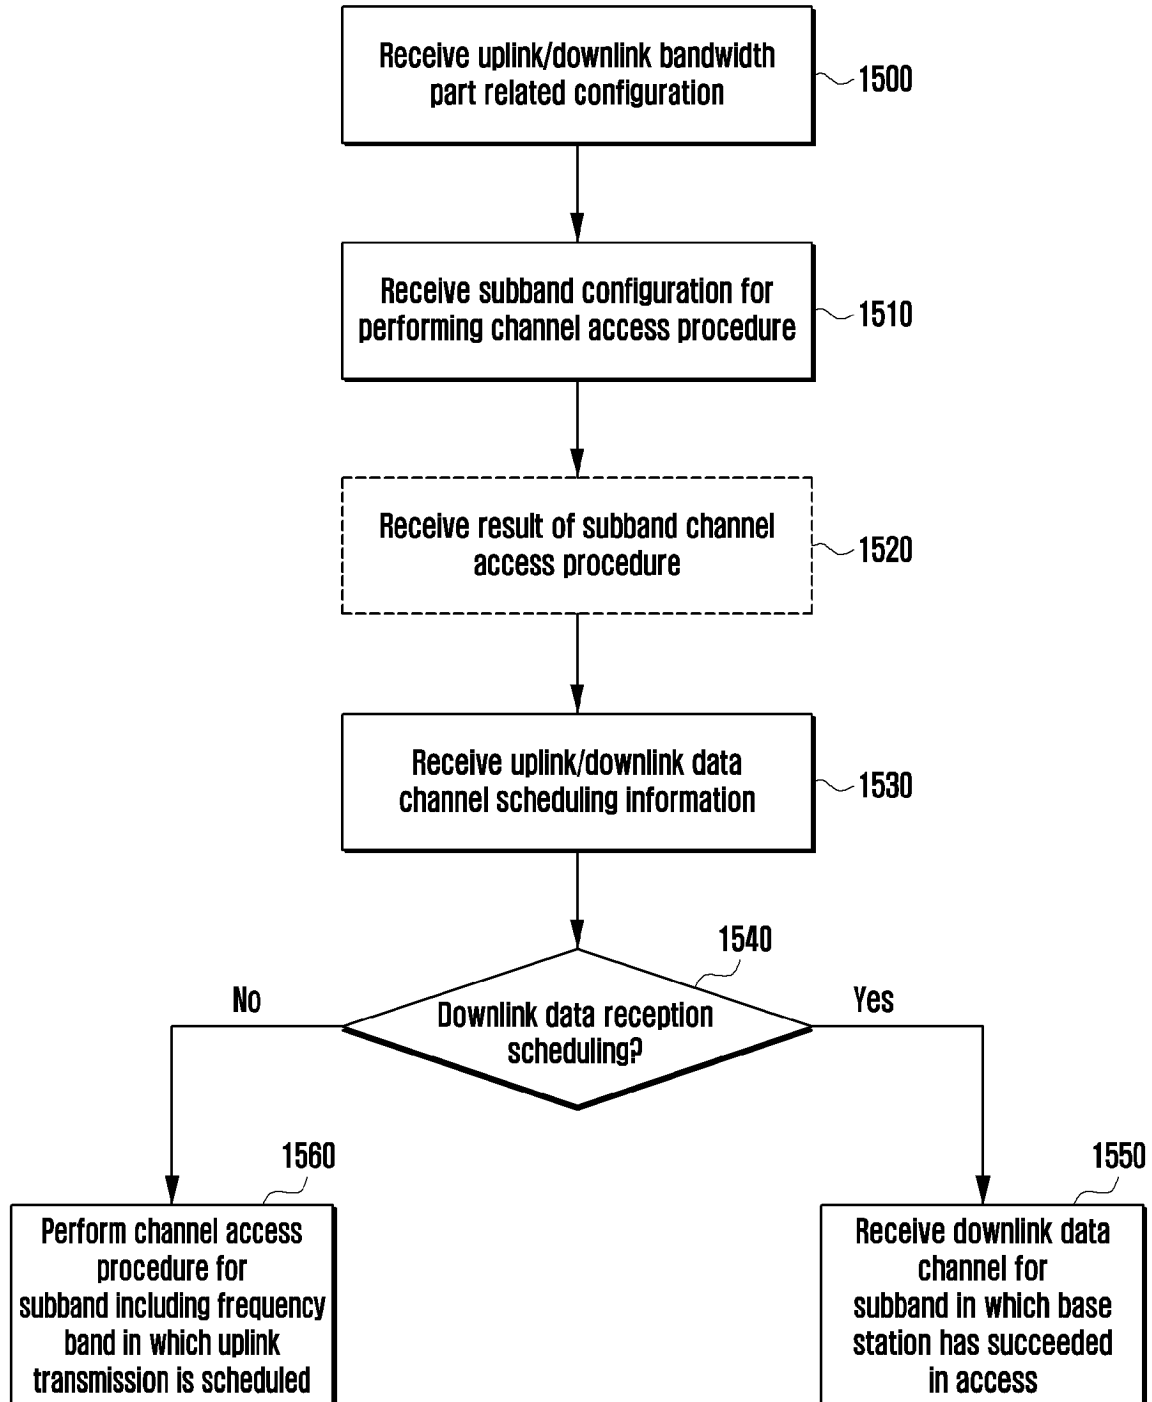 Receive uplink/downlink bandwidth
part related configuration
1500
Receive subband configuration for
performing channel access procedure
1510
Receive result of subband channel
access procedure
1520
Receive uplink/downlink data
channel scheduling information
1530
1540
Downlink data reception
scheduling?
No
Yes
1560
Perform channel access
procedure for
subband including frequency
band in which uplink
transmission is scheduled
1550
Receive downlink data
channel for
subband in which base
station has succeeded
in access